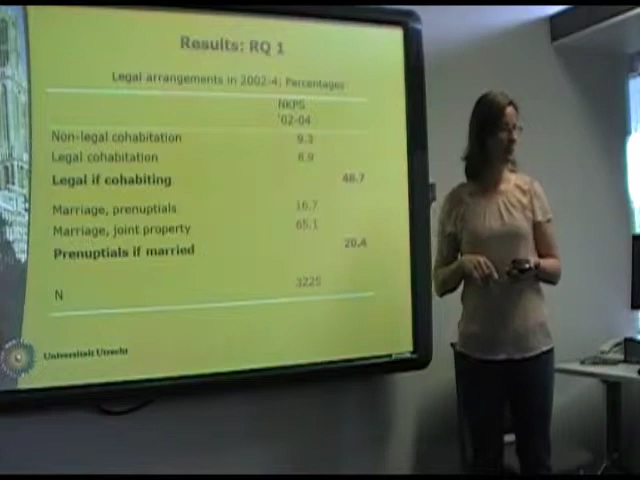 Results: RQ 1
Legal arrangements in 2002-4; Percentages
NKPS
'02-04
Non-legal cohabitation 9.3
Legal cohabitation 8.9
Legal if cohabiting 48.7
Marriage, prenuptials 16.7
Marriage, joint property 65.1
Prenuptials if married 20.4
N 3225
Universiteit Utrecht